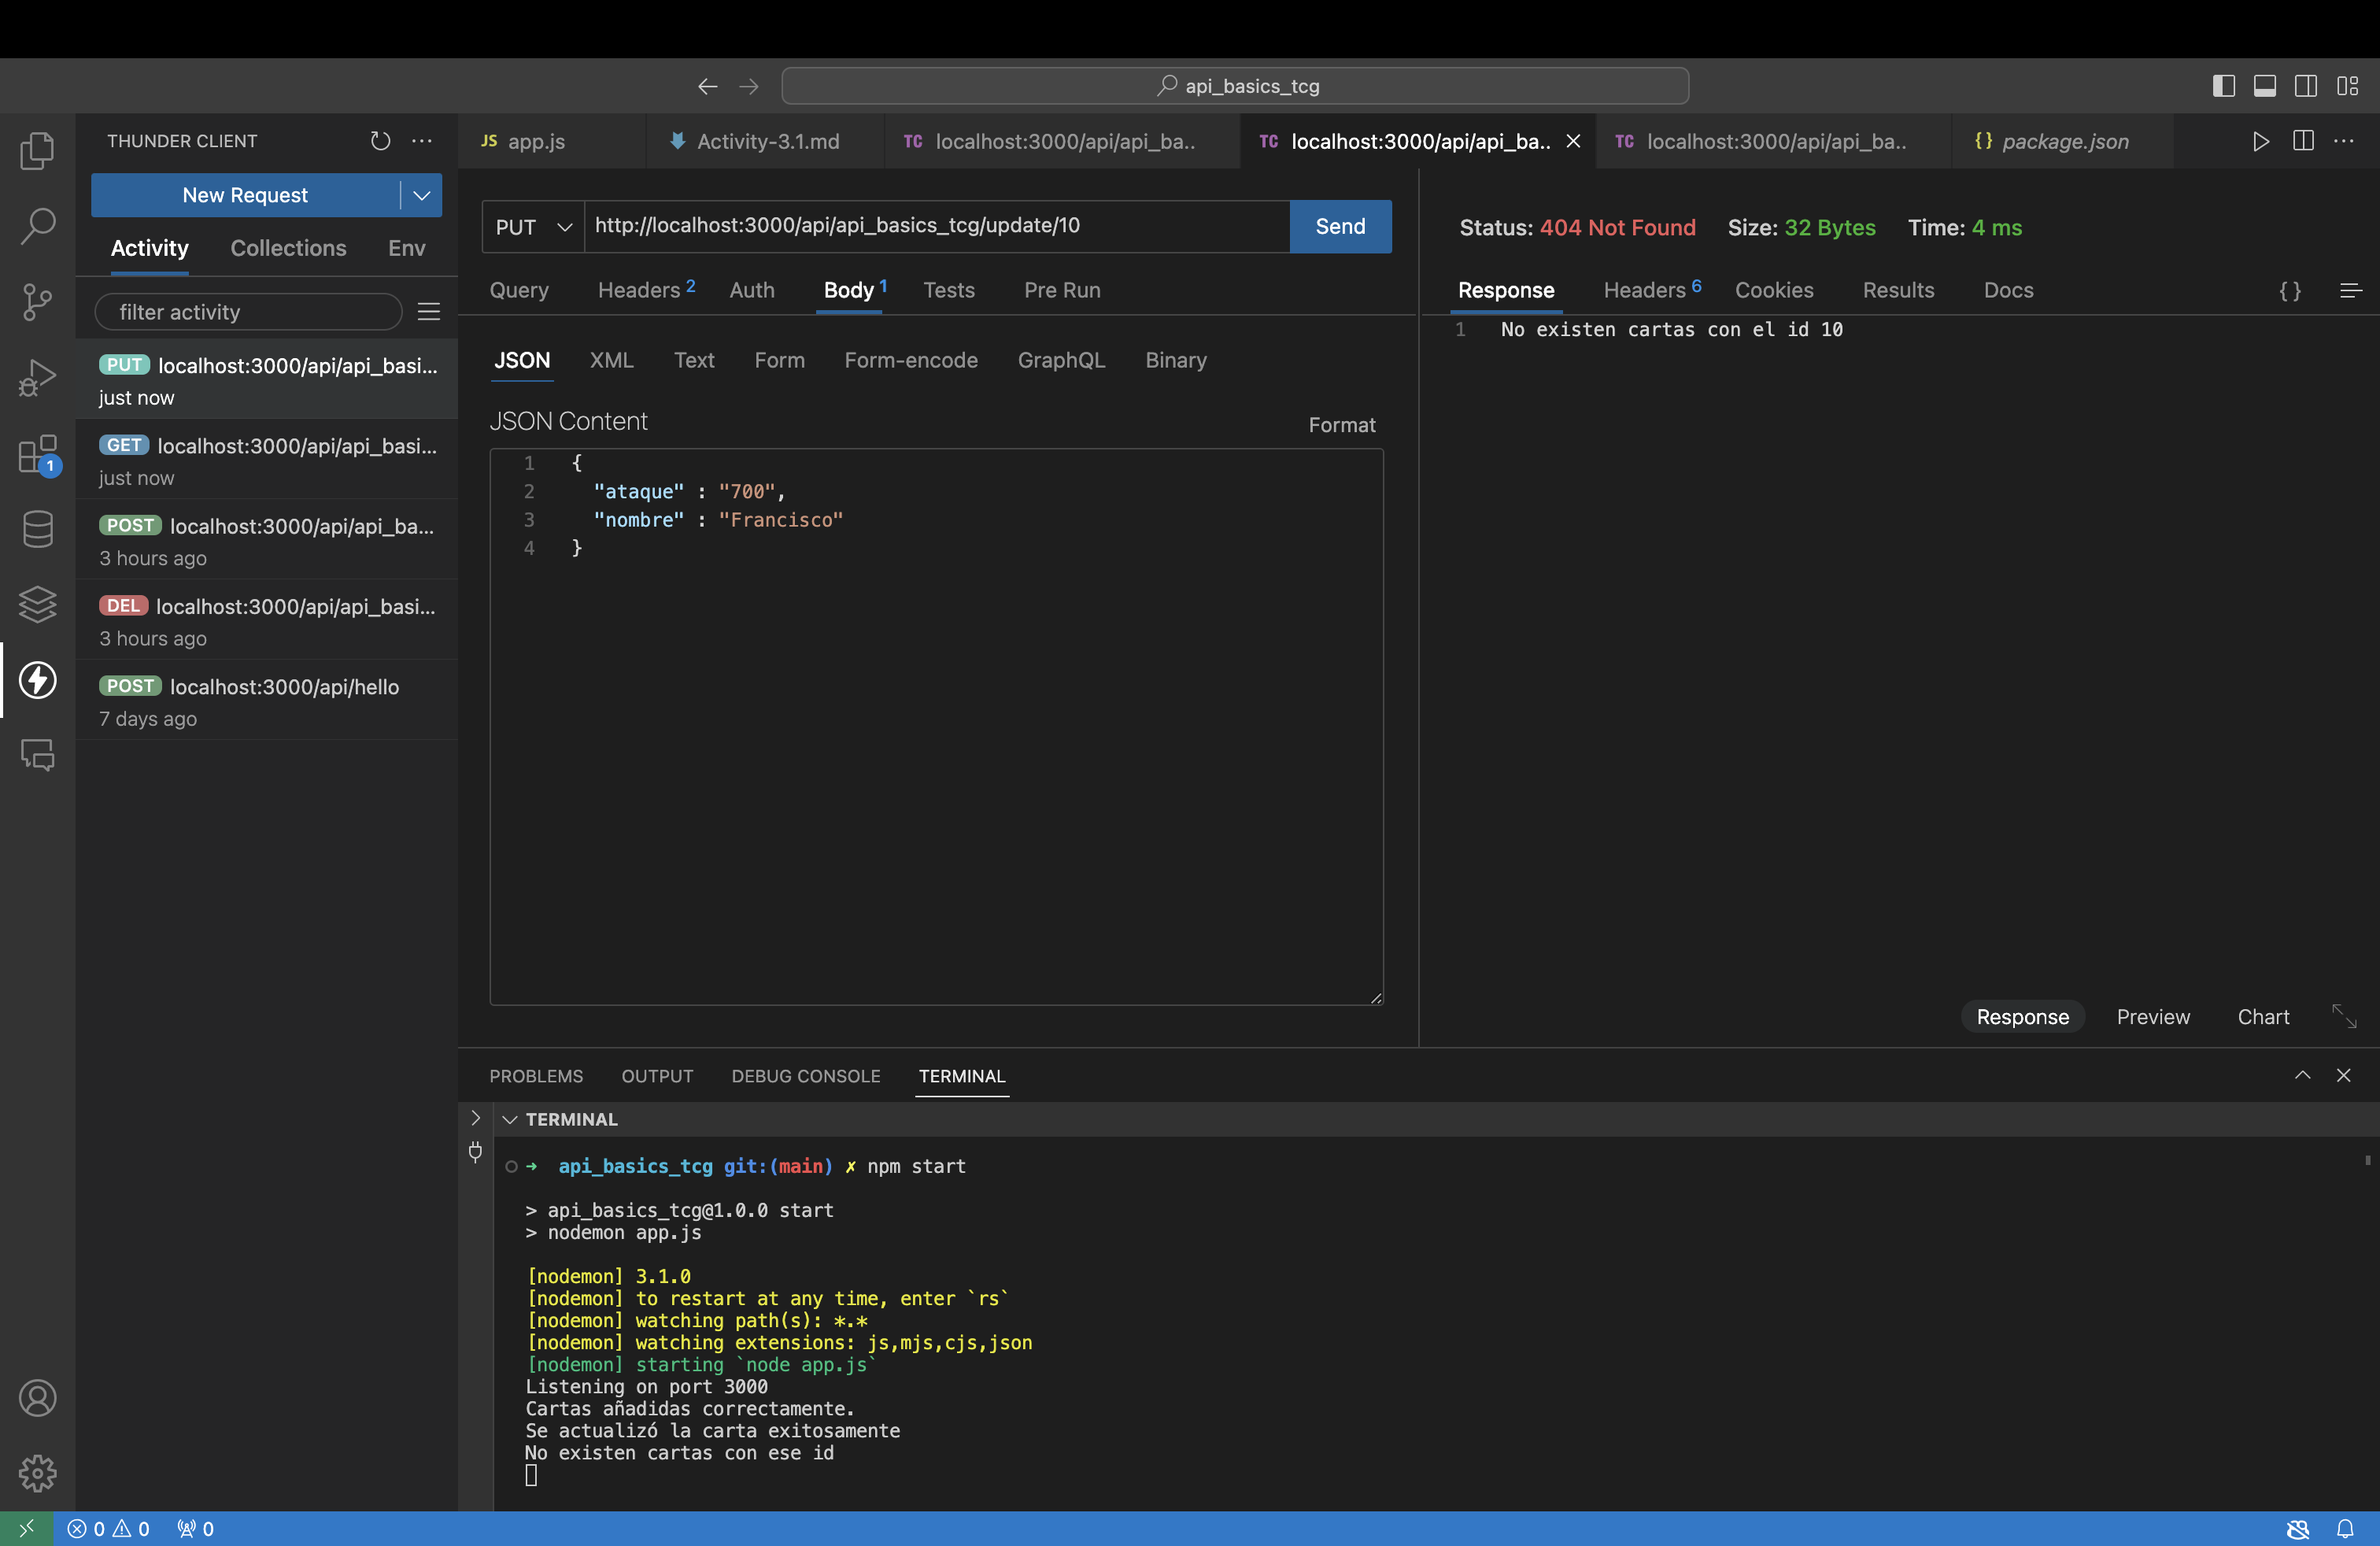 api_basics_tcg
THUNDER CLIENT
New Request
Activity Collections Env
filter activity
PUT localhost:3000/api/api_basi...
just now
GET localhost:3000/api/api_basi...
just now
POST localhost:3000/api/api_ba...
3 hours ago
DEL localhost:3000/api/api_basi...
3 hours ago
POST localhost:3000/api/hello
7 days ago
1
JS app.js
Activity-3.1.md
TC localhost:3000/api/api_ba..
TC localhost:3000/api/api_ba..
TC localhost:3000/api/api_ba..
{} package.json
PUT http://localhost:3000/api/api_basics_tcg/update/10 Send
Query Headers 2 Auth Body 1 Tests Pre Run
JSON XML Text Form Form-encode GraphQL Binary
JSON Content
Format
1 {
2 "ataque" : "700",
3 "nombre" : "Francisco"
4 }
Status: 404 Not Found Size: 32 Bytes Time: 4 ms
Response Headers 6 Cookies Results Docs { }
1 No existen cartas con el id 10
Response Preview Chart
PROBLEMS OUTPUT DEBUG CONSOLE TERMINAL
TERMINAL
➜ api_basics_tcg git:(main) ✗ npm start
> api_basics_tcg@1.0.0 start
> nodemon app.js
[nodemon] 3.1.0
[nodemon] to restart at any time, enter `rs`
[nodemon] watching path(s): *.*
[nodemon] watching extensions: js,mjs,cjs,json
[nodemon] starting `node app.js`
Listening on port 3000
Cartas añadidas correctamente.
Se actualizó la carta exitosamente
No existen cartas con ese id
0 0 0